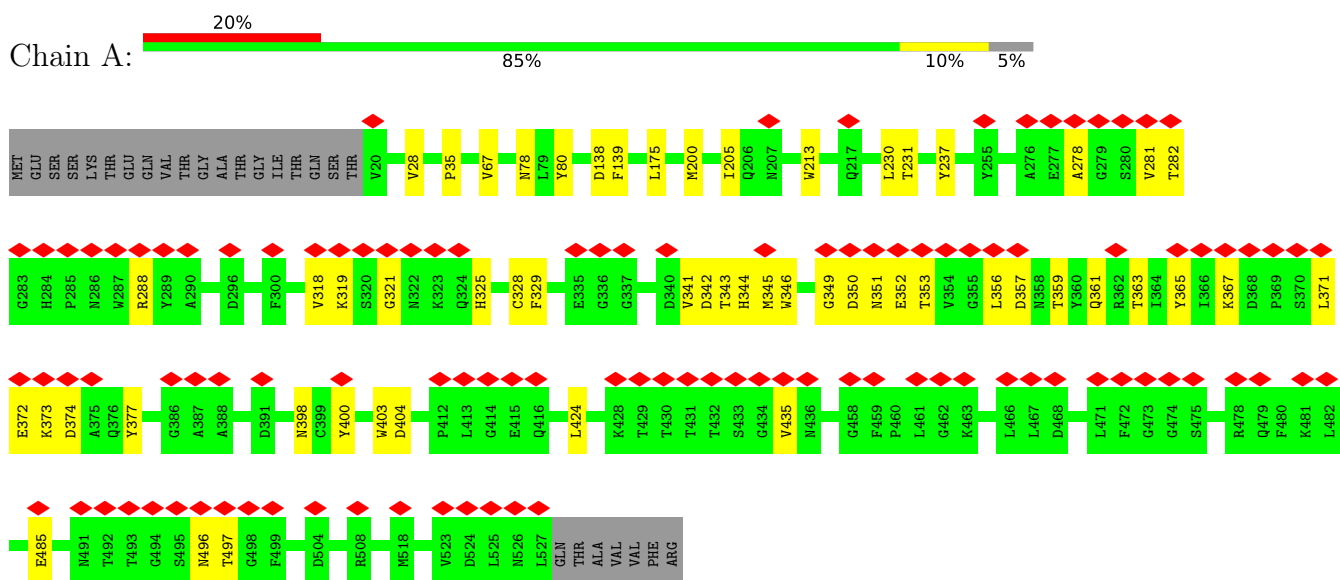 20%
Chain A:
85% 10% 5%
MET GLU SER SER LYS THR THR GLU GLN VAL THR GLY ALA THR GLY ILE THR THR GLN SER THR V20 V28 P35 V67 N78 L79 Y80 D138 F139 L175 M200 I205 Q206 N207 W213 Q217 L230 T231 Y237 Y255 A276 E277 A278 G279 S280 V281 T282
G283 H284 P285 N286 W287 R288 Y289 A290 D296 F300 V318 K319 S320 G321 N322 K323 Q324 H325 C328 F329 E335 G336 G337 D340 V341 D342 T343 H344 M345 W346 G349 D350 N351 E352 T353 V354 G355 L356 D357 N358 T359 Y360 Q361 R362 T363 I364 Y365 I366 K367 D368 P369 S370 L371
E372 K373 D374 A375 Q376 Y377 G386 A387 A388 D391 N398 C399 Y400 W403 D404 P412 L413 G414 E415 Q416 L424 K428 T429 T430 T431 T432 S433 G434 V435 N436 G458 F459 P460 L461 G462 K463 L466 L467 D468 L471 F472 G473 G474 S475 R478 Q479 F480 K481 L482
E485 N491 T492 T493 G494 S495 N496 T497 G498 F499 D504 R508 M518 V523 D524 L525 N526 L527 GLN THR ALA VAL VAL PHE ARG